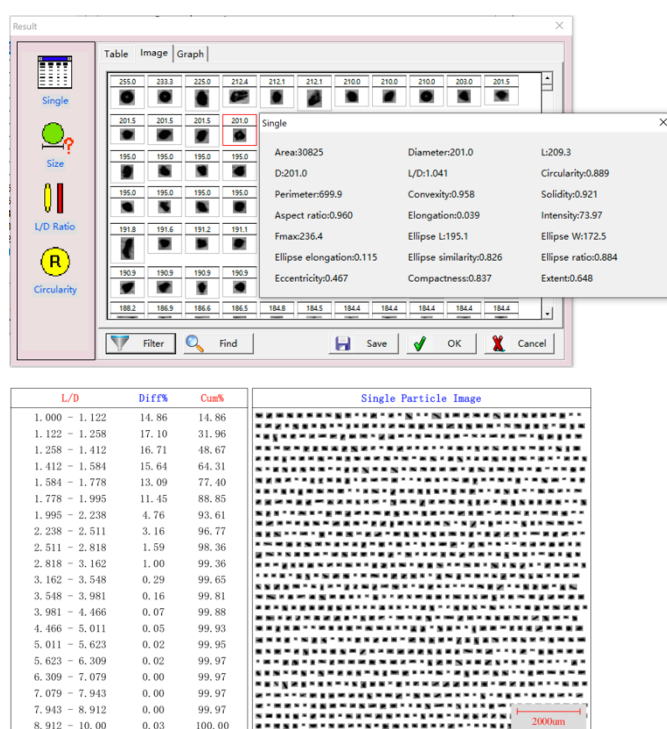 Result
Table Image Graph
Single
Size
L/D Ratio
R
Circularity
255.0 233.3 225.0 212.4 212.1 212.1 210.0 210.0 210.0 203.0 201.5
201.5 201.5 201.5 201.0
195.0 195.0 195.0 195.0
195.0 195.0 195.0 195.0
191.8 191.6 191.2 191.1
190.9 190.9 190.9 190.9
188.2 186.9 186.6 186.5 184.8 184.5 184.4 184.4 184.4 184.4 184.4
Single
Area:30825 Diameter:201.0 L:209.3
D:201.0 L/D:1.041 Circularity:0.889
Perimeter:699.9 Convexity:0.958 Solidity:0.921
Aspect ratio:0.960 Elongation:0.039 Intensity:73.97
Fmax:236.4 Ellipse L:195.1 Ellipse W:172.5
Ellipse elongation:0.115 Ellipse similarity:0.826 Ellipse ratio:0.884
Eccentricity:0.467 Compactness:0.837 Extent:0.648
Filter Find Save OK Cancel
L/D Diff% Cum% Single Particle Image
1.000 - 1.122 14.86 14.86
1.122 - 1.258 17.10 31.96
1.258 - 1.412 16.71 48.67
1.412 - 1.584 15.64 64.31
1.584 - 1.778 13.09 77.40
1.778 - 1.995 11.45 88.85
1.995 - 2.238 4.76 93.61
2.238 - 2.511 3.16 96.77
2.511 - 2.818 1.59 98.36
2.818 - 3.162 1.00 99.36
3.162 - 3.548 0.29 99.65
3.548 - 3.981 0.16 99.81
3.981 - 4.466 0.07 99.88
4.466 - 5.011 0.05 99.93
5.011 - 5.623 0.02 99.95
5.623 - 6.309 0.02 99.97
6.309 - 7.079 0.00 99.97
7.079 - 7.943 0.00 99.97
7.943 - 8.912 0.00 99.97
8.912 - 10.00 0.03 100.00
2000um